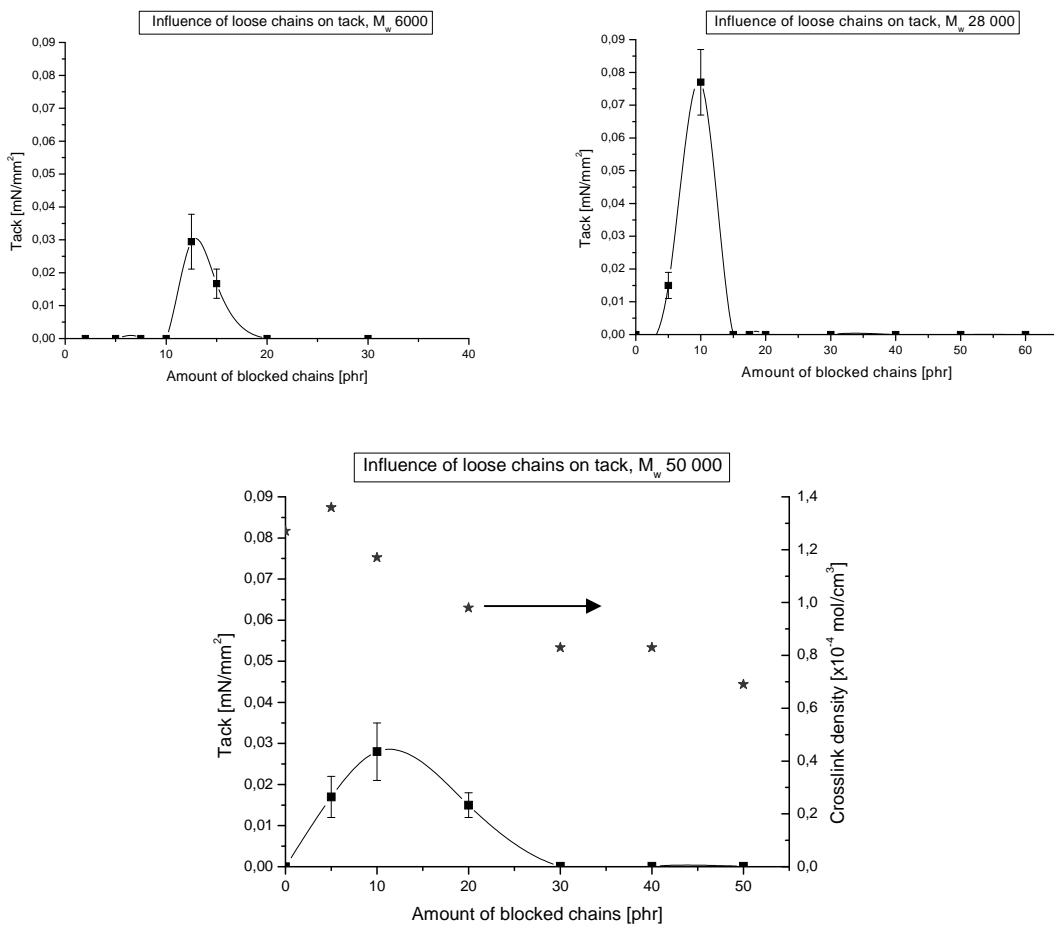 Influence of loose chains on tack, Mw 6000
0,09
0,08
0,07
0,06
0,05
0,04
0,03
0,02
0,01
0,00
Tack [mN/mm²]
0 10 20 30 40
Amount of blocked chains [phr]
Influence of loose chains on tack, Mw 28 000
0,09
0,08
0,07
0,06
0,05
0,04
0,03
0,02
0,01
0,00
Tack [mN/mm²]
0 10 20 30 40 50 60
Amount of blocked chains [phr]
Influence of loose chains on tack, Mw 50 000
0,09
0,08
0,07
0,06
0,05
0,04
0,03
0,02
0,01
0,00
Tack [mN/mm²]
1,4
1,2
1,0
0,8
0,6
0,4
0,2
0,0
Crosslink density [x10⁻⁴ mol/cm³]
0 10 20 30 40 50
Amount of blocked chains [phr]